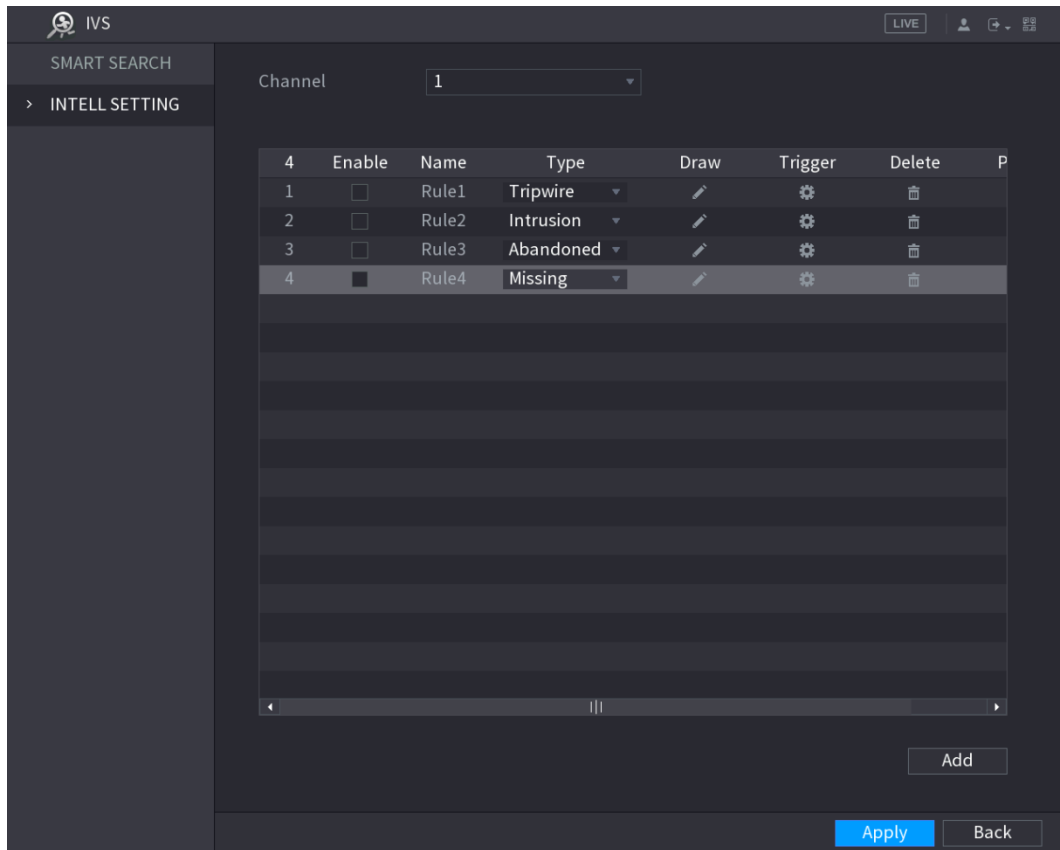 IVS LIVE
SMART SEARCH
INTELL SETTING
Channel 1
4 Enable Name Type Draw Trigger Delete P
1 Rule1 Tripwire
2 Rule2 Intrusion
3 Rule3 Abandoned
4 Rule4 Missing
Add
Apply Back